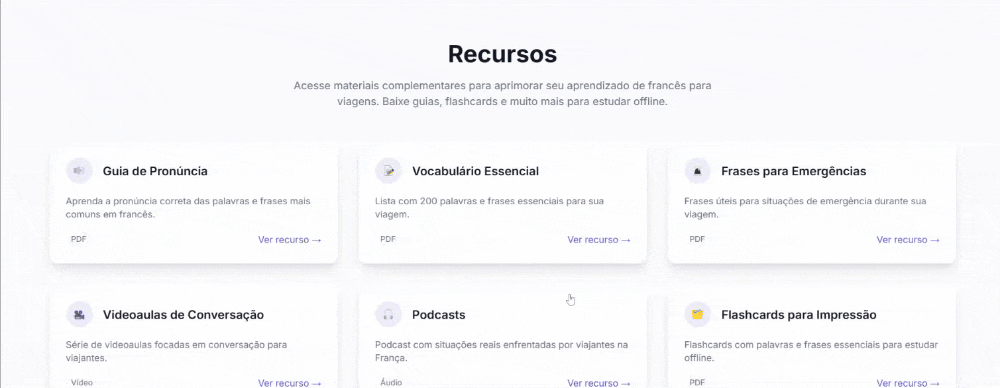 Recursos
Acesse materiais complementares para aprimorar seu aprendizado de francês para
viagens. Baixe guias, flashcards e muito mais para estudar offline.
Guia de Pronúncia
Aprenda a pronúncia correta das palavras e frases mais
comuns em francês.
PDF
Ver recurso →
Vocabulário Essencial
Lista com 200 palavras e frases essenciais para sua
viagem.
PDF
Ver recurso →
Frases para Emergências
Frases úteis para situações de emergência durante sua
viagem.
PDF
Ver recurso →
Videoaulas de Conversação
Série de videoaulas focadas em conversação para
viajantes.
Vídeo
Ver recurso →
Podcasts
Podcast com situações reais enfrentadas por viajantes na
França.
Áudio
Ver recurso →
Flashcards para Impressão
Flashcards com palavras e frases essenciais para estudar
offline.
PDF
Ver recurso →